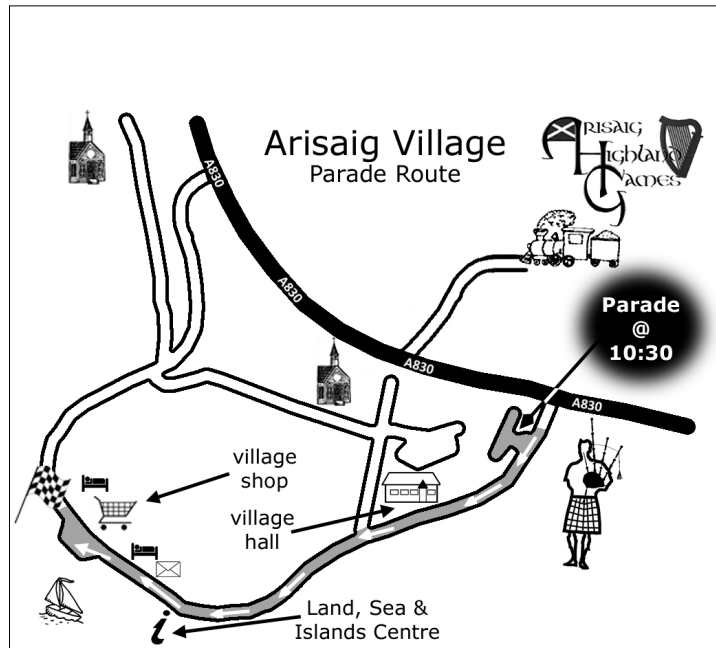 Arisaig Village
Parade Route
ARISAIG
HIGHLAND
GAMES
A830
A830
A830
A830
Parade
@
10:30
village
shop
village
hall
Land, Sea &
Islands Centre
i